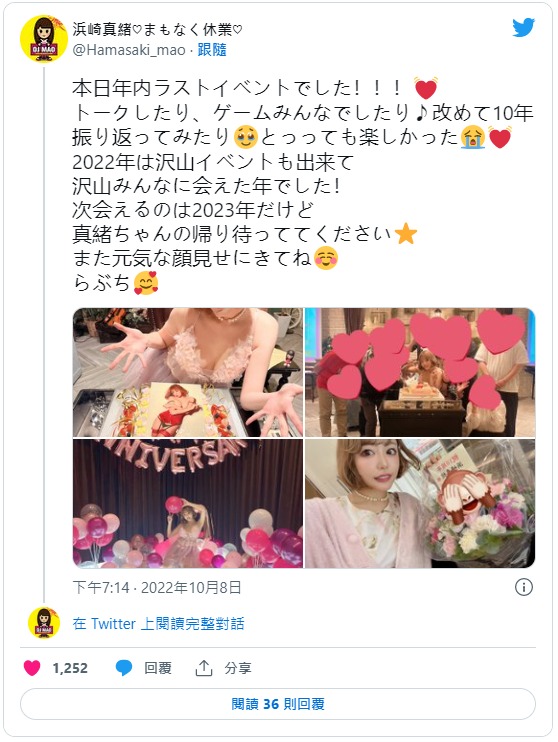 浜崎真緒♡まもなく休業♡
@Hamasaki_mao · 跟隨
本日年内ラストイベントでした！！！💓
トークしたり、ゲームみんなでしたり♪改めて10年
振り返ってみたり🥹とっっても楽しかった😭💓
2022年は沢山イベントも出来て
沢山みんなに会えた年でした！
次会えるのは2023年だけど
真緒ちゃんの帰り待っててください⭐
また元気な顔見せにきてね☺️
らぶち🥰
NNIVERSAR
下午7:14 · 2022年10月8日
DJ MAO
在 Twitter 上閱讀完整對話
1,252 回覆 分享
閱讀 36 則回覆